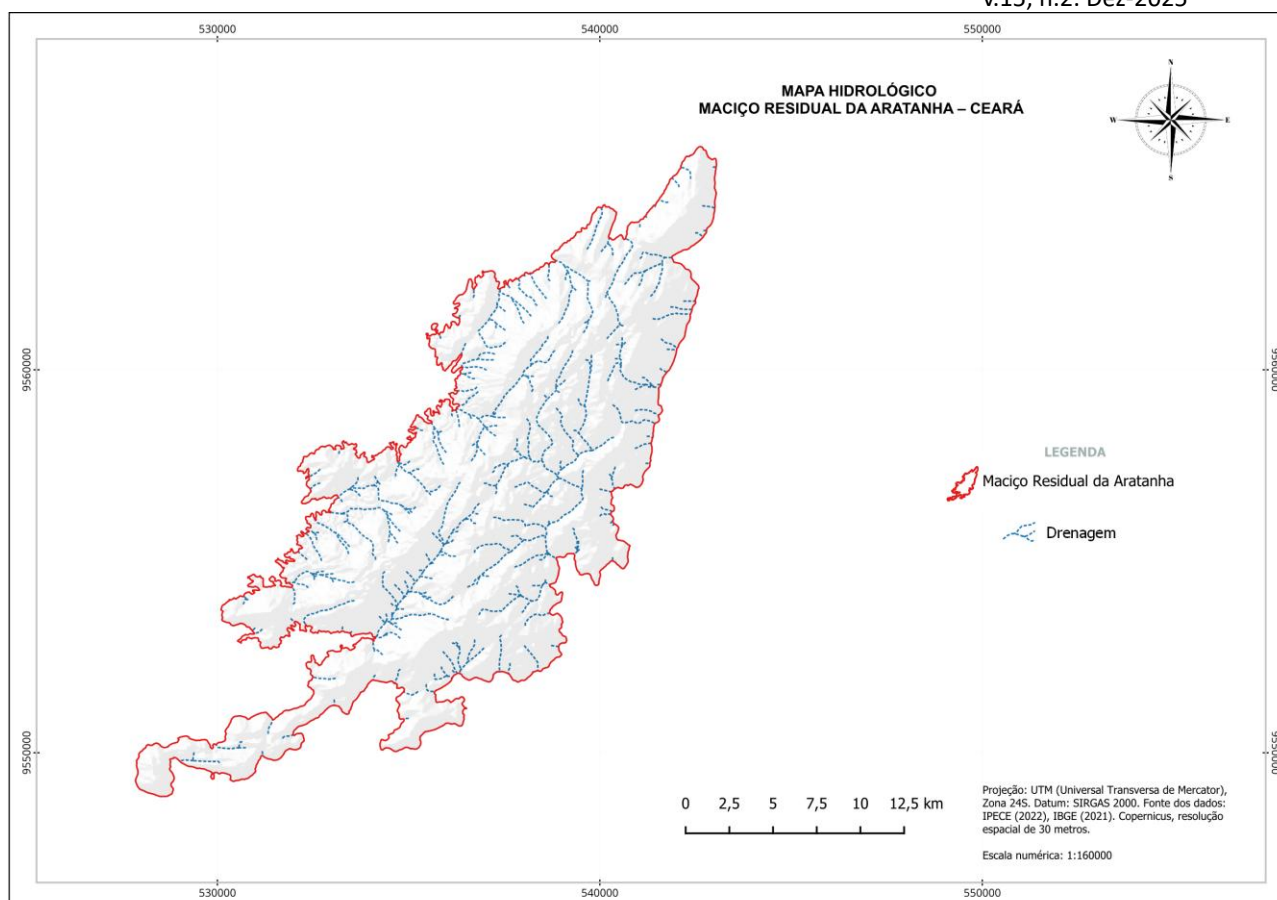 v.15, n.2. Dez-2025
530000 540000 550000
MAPA HIDROLÓGICO
MACIÇO RESIDUAL DA ARATANHA – CEARÁ
N
W E
S
9560000 9560000
LEGENDA
Maciço Residual da Aratanha
Drenagem
9550000 9550000
0 2,5 5 7,5 10 12,5 km
Projeção: UTM (Universal Transversa de Mercator),
Zona 24S. Datum: SIRGAS 2000. Fonte dos dados:
IPECE (2022), IBGE (2021). Copernicus, resolução
espacial de 30 metros.
Escala numérica: 1:160000
530000 540000 550000